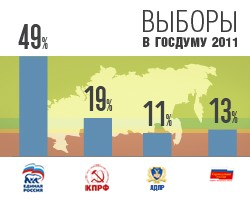 ВЫБОРЫ
В ГОСДУМУ 2011
49%
19%
11%
13%
ЕДИНАЯ
РОССИЯ
КПРФ
ЛДПР